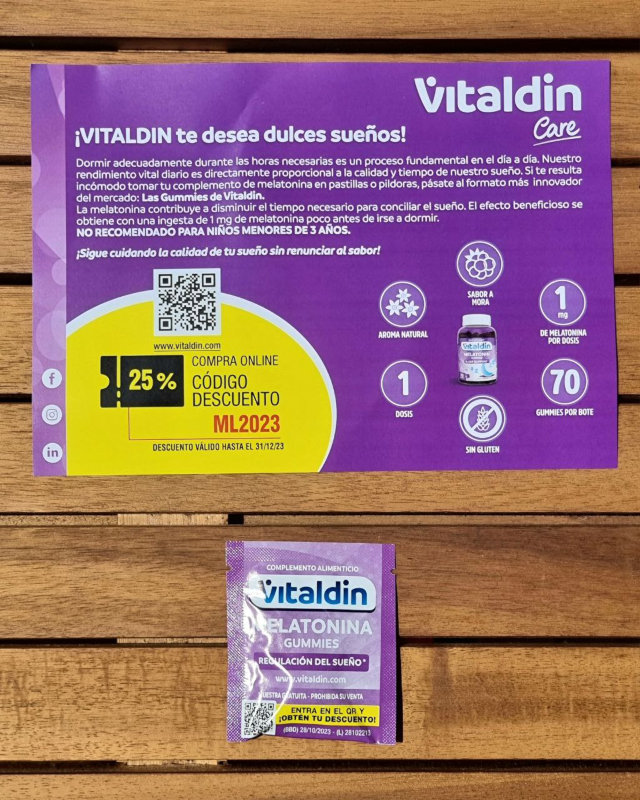 Vitaldin
Care
¡VITALDIN te desea dulces sueños!
Dormir adecuadamente durante las horas necesarias es un proceso fundamental en el día a día. Nuestro
rendimiento vital diario es directamente proporcional a la calidad y tiempo de nuestro sueño. Si te resulta
incómodo tomar tu complemento de melatonina en pastillas o píldoras, pásate al formato más innovador
del mercado: Las Gummies de Vitaldin.
La melatonina contribuye a disminuir el tiempo necesario para conciliar el sueño. El efecto beneficioso se
obtiene con una ingesta de 1 mg de melatonina poco antes de irse a dormir.
NO RECOMENDADO PARA NIÑOS MENORES DE 3 AÑOS.
¡Sigue cuidando la calidad de tu sueño sin renunciar al sabor!
www.vitaldin.com
25%
COMPRA ONLINE
CÓDIGO
DESCUENTO
ML2023
DESCUENTO VÁLIDO HASTA EL 31/12/23
SABOR A
MORA
AROMA NATURAL
1
mg
DE MELATONINA
POR DOSIS
Vitaldin
MELATONINA
1
DOSIS
70
GUMMIES POR BOTE
SIN GLUTEN
COMPLEMENTO ALIMENTICIO
Vitaldin
MELATONINA
GUMMIES
REGULACIÓN DEL SUEÑO*
www.vitaldin.com
MUESTRA GRATUITA - PROHIBIDA SU VENTA
ENTRA EN EL QR Y
¡OBTÉN TU DESCUENTO!
(BBD) 28/10/2023 - (L) 28102213